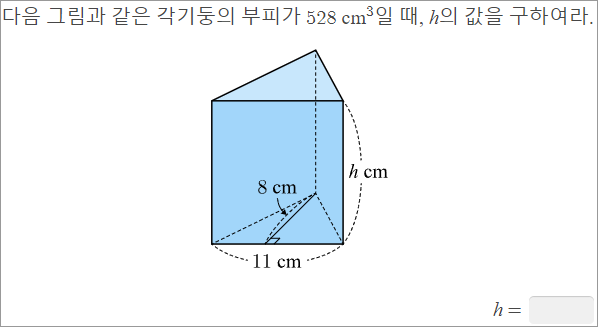 다음 그림과 같은 각기둥의 부피가 528 cm³일 때, h의 값을 구하여라.
h cm
8 cm
11 cm
h =